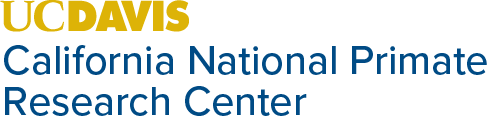 UCDAVIS
California National Primate
Research Center